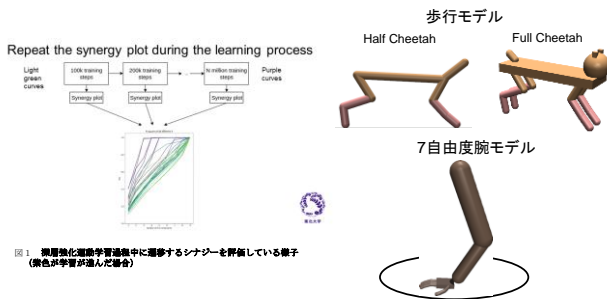 Repeat the synergy plot during the learning process
Light green curves
100k training steps
200k training steps
...
N million training steps
Purple curves
Synergy plot
Synergy plot
Synergy plot
東北大学
図1 深層強化運動学習過程中に遷移するシナジーを評価している様子
(紫色が学習が進んだ場合)
歩行モデル
Half Cheetah
Full Cheetah
7自由度腕モデル